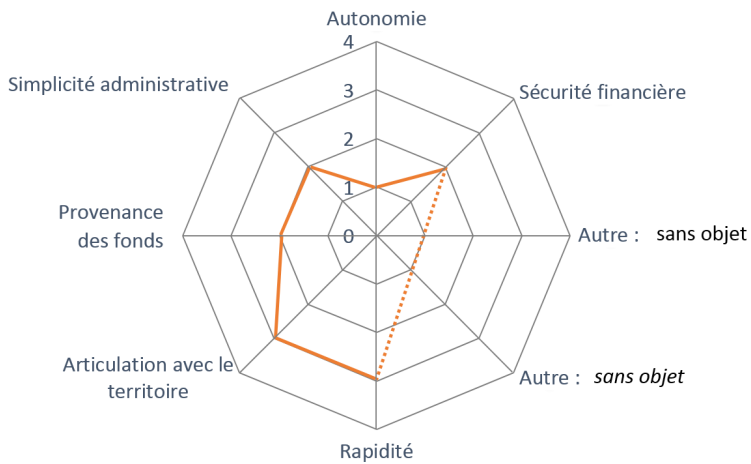 Autonomie
4
Simplicité administrative
Sécurité financière
3
2
1
Provenance
des fonds
0
Autre : sans objet
Articulation avec le
territoire
Autre : sans objet
Rapidité